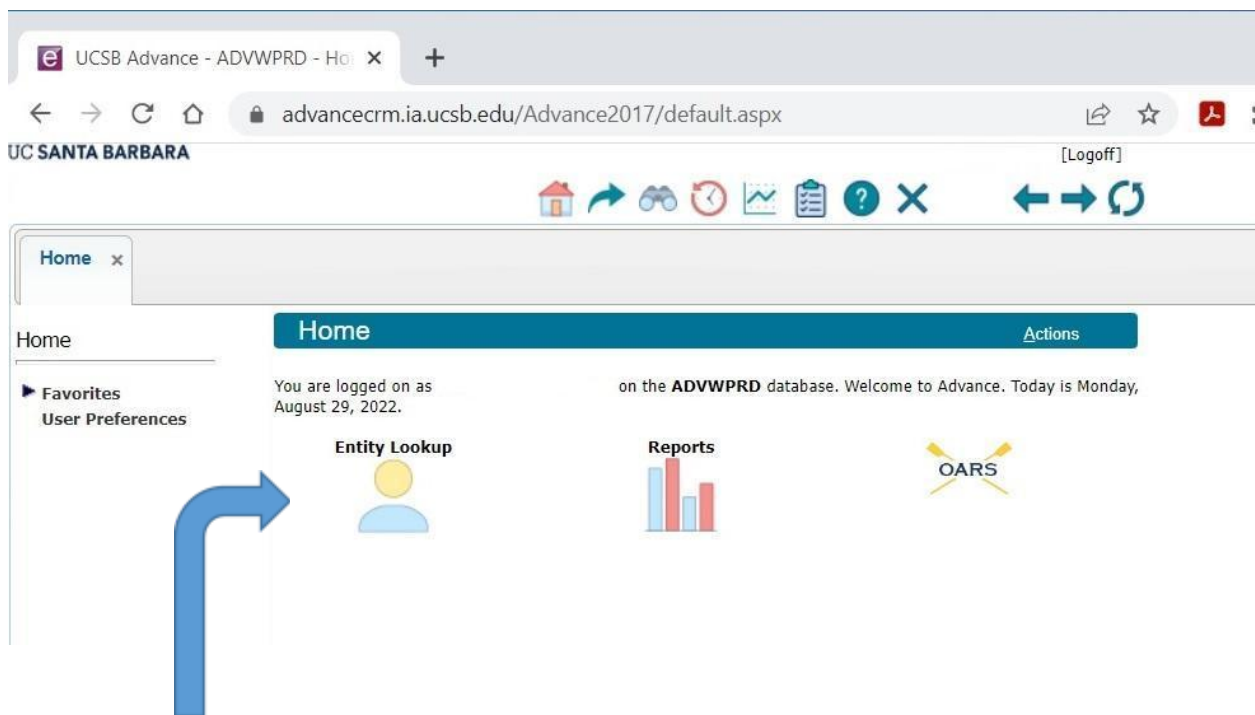 UCSB Advance - ADVWPRD - Ho
advancecrm.ia.ucsb.edu/Advance2017/default.aspx
UC SANTA BARBARA
[Logoff]
Home
Home
Home
Actions
Favorites
User Preferences
You are logged on as on the ADVWPRD database. Welcome to Advance. Today is Monday,
August 29, 2022.
Entity Lookup
Reports
OARS